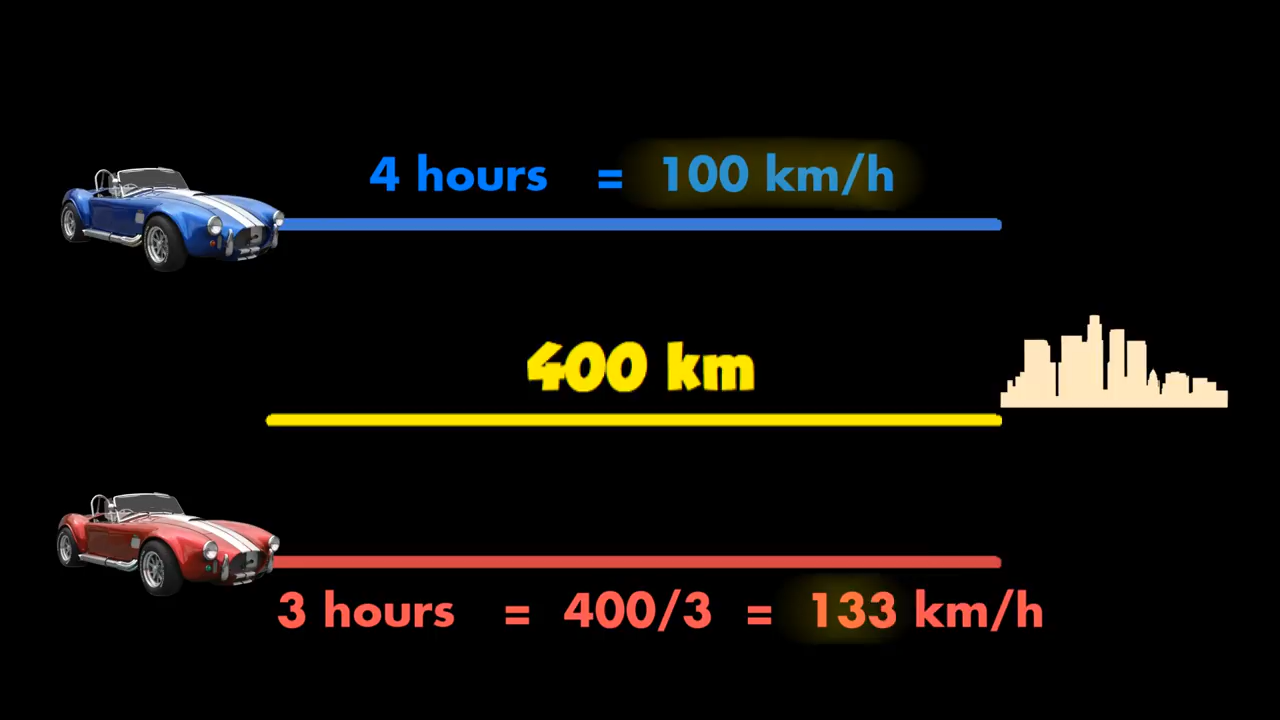 4 hours = 100 km/h
400 km
3 hours = 400/3 = 133 km/h